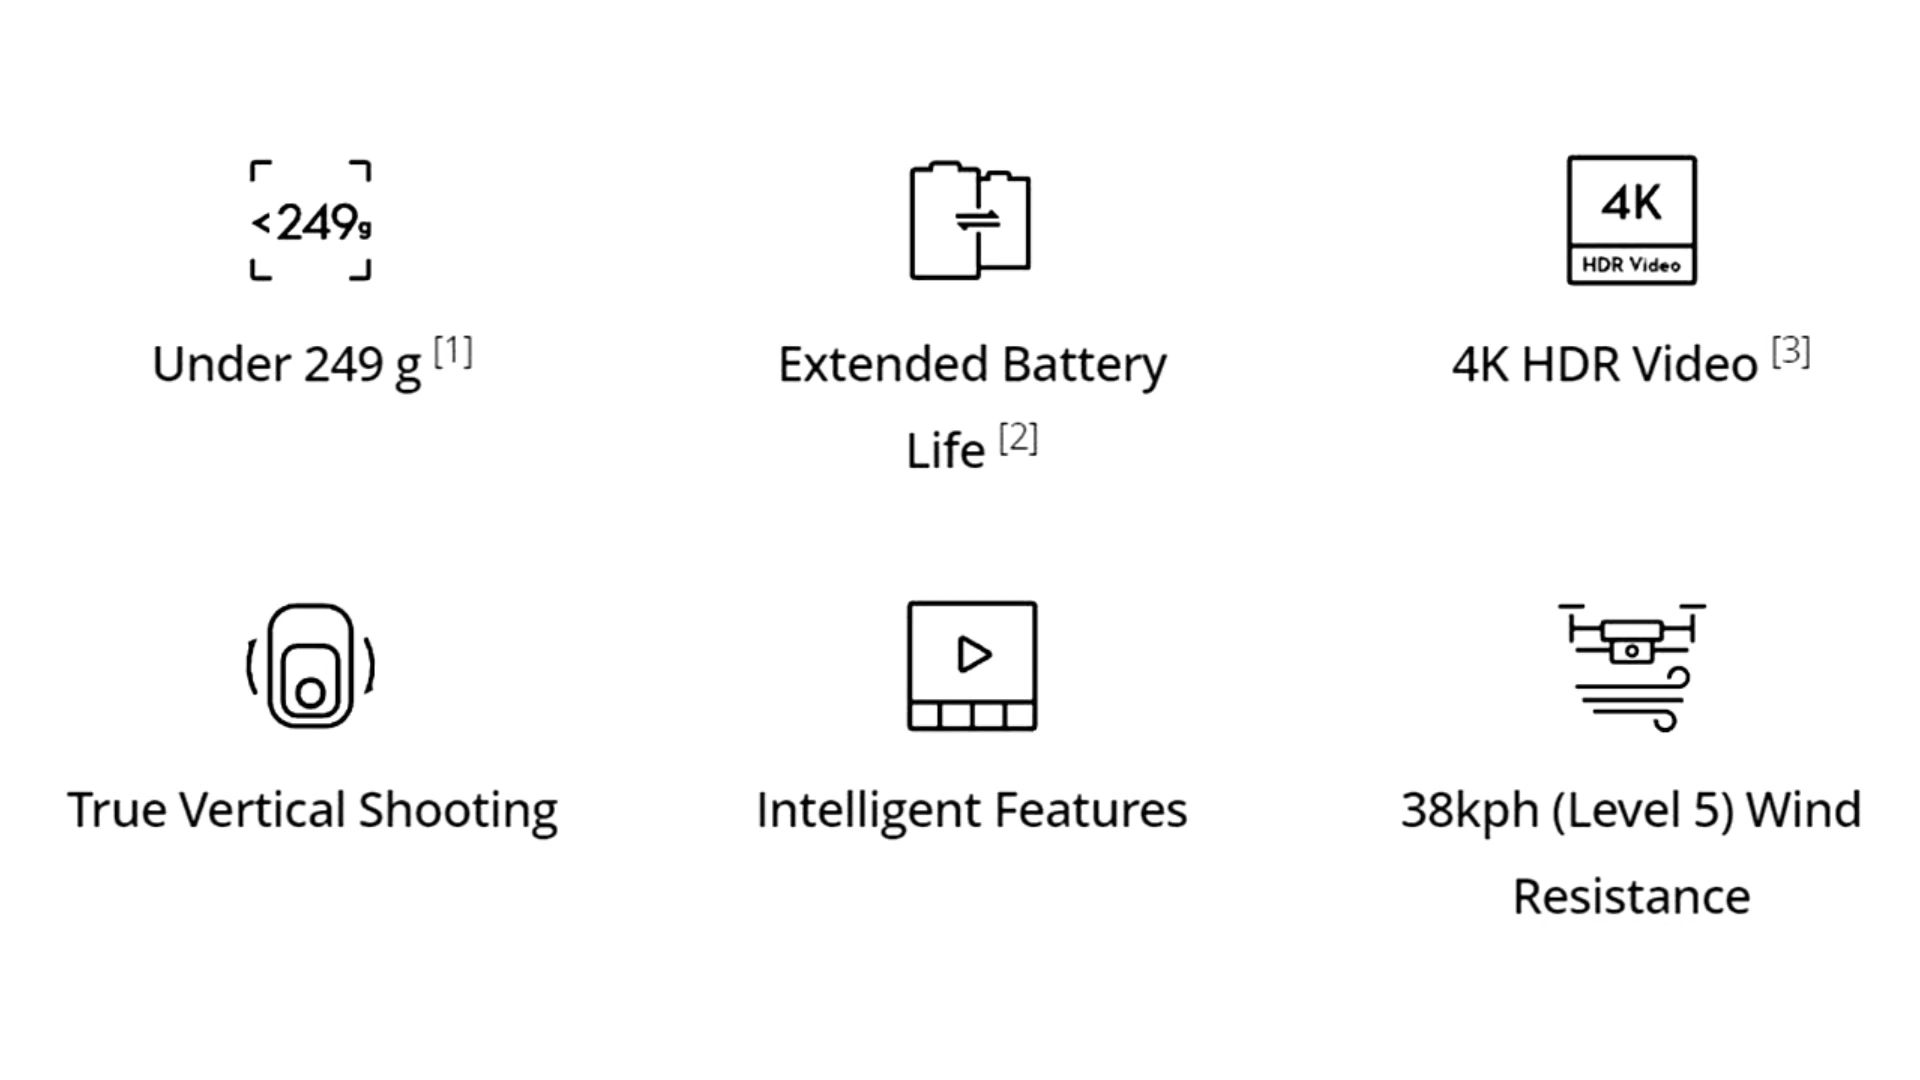 <249g
4K
HDR Video
Under 249 g [1]
Extended Battery
Life [2]
4K HDR Video [3]
True Vertical Shooting
Intelligent Features
38kph (Level 5) Wind
Resistance